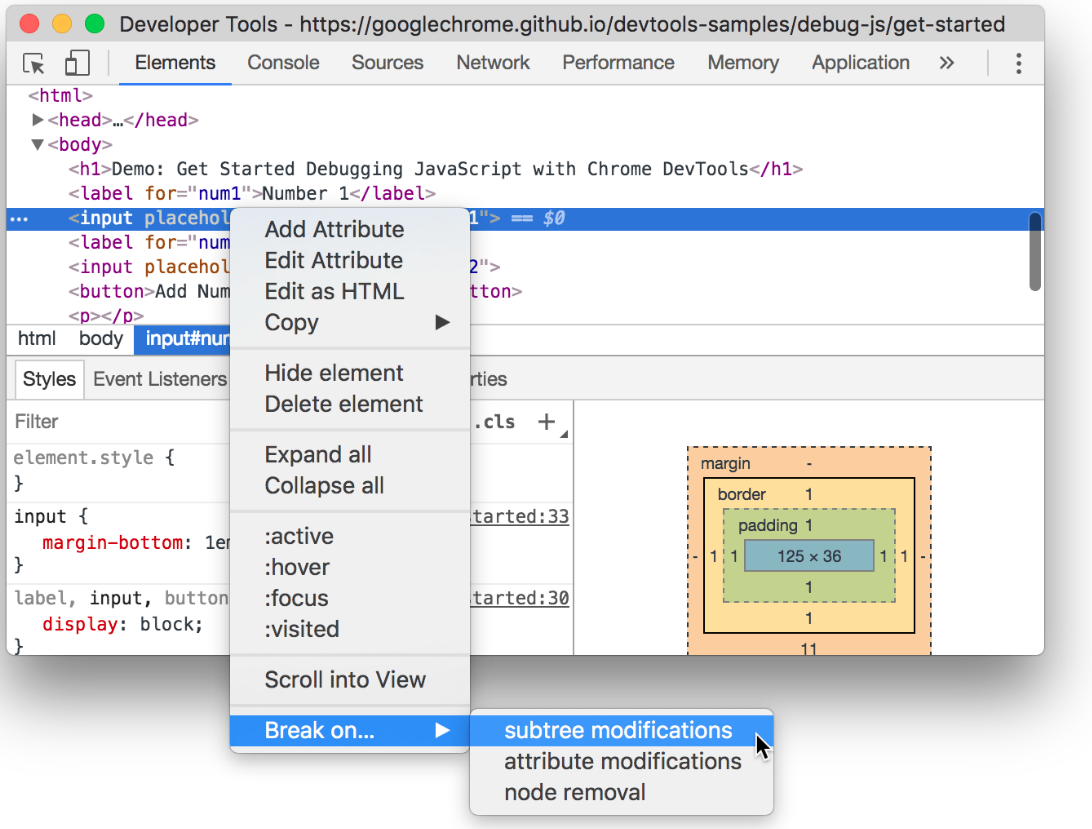 Developer Tools - https://googlechrome.github.io/devtools-samples/debug-js/get-started
Elements Console Sources Network Performance Memory Application »
<html>
▶<head>…</head>
▼<body>
<h1>Demo: Get Started Debugging JavaScript with Chrome DevTools</h1>
<label for="num1">Number 1</label>
… <input placehol 1"> == $0
<label for="num
<input placehol 2">
<button>Add Num tton>
<p></p>
html body input#num
Styles Event Listeners rties
Filter .cls +
element.style {
}
input { tarted:33
margin-bottom: 1em
}
label, input, button tarted:30
display: block;
}
Add Attribute
Edit Attribute
Edit as HTML
Copy ▶
Hide element
Delete element
Expand all
Collapse all
:active
:hover
:focus
:visited
Scroll into View
Break on... ▶
subtree modifications
attribute modifications
node removal
margin -
border 1
padding 1
- 1 1 125 × 36 1 1 -
1
1
11